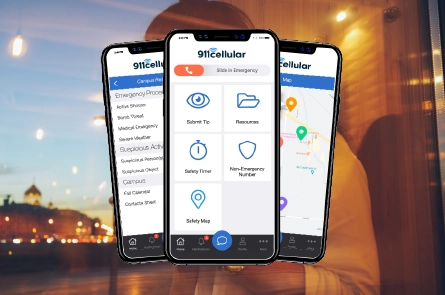 911cellular
Campus Res
Emergency Proce
Active Shooter
Bomb Threat
Medical Emergency
Severe Weather
Suspicious Activ
Suspicious Person(s)
Suspicious Object
Campus
Full Calendar
Contacts Sheet
911cellular
Slide in Emergency
Submit Tip
Resources
Safety Timer
Non-Emergency
Number
Safety Map
Home
911cellular
Map